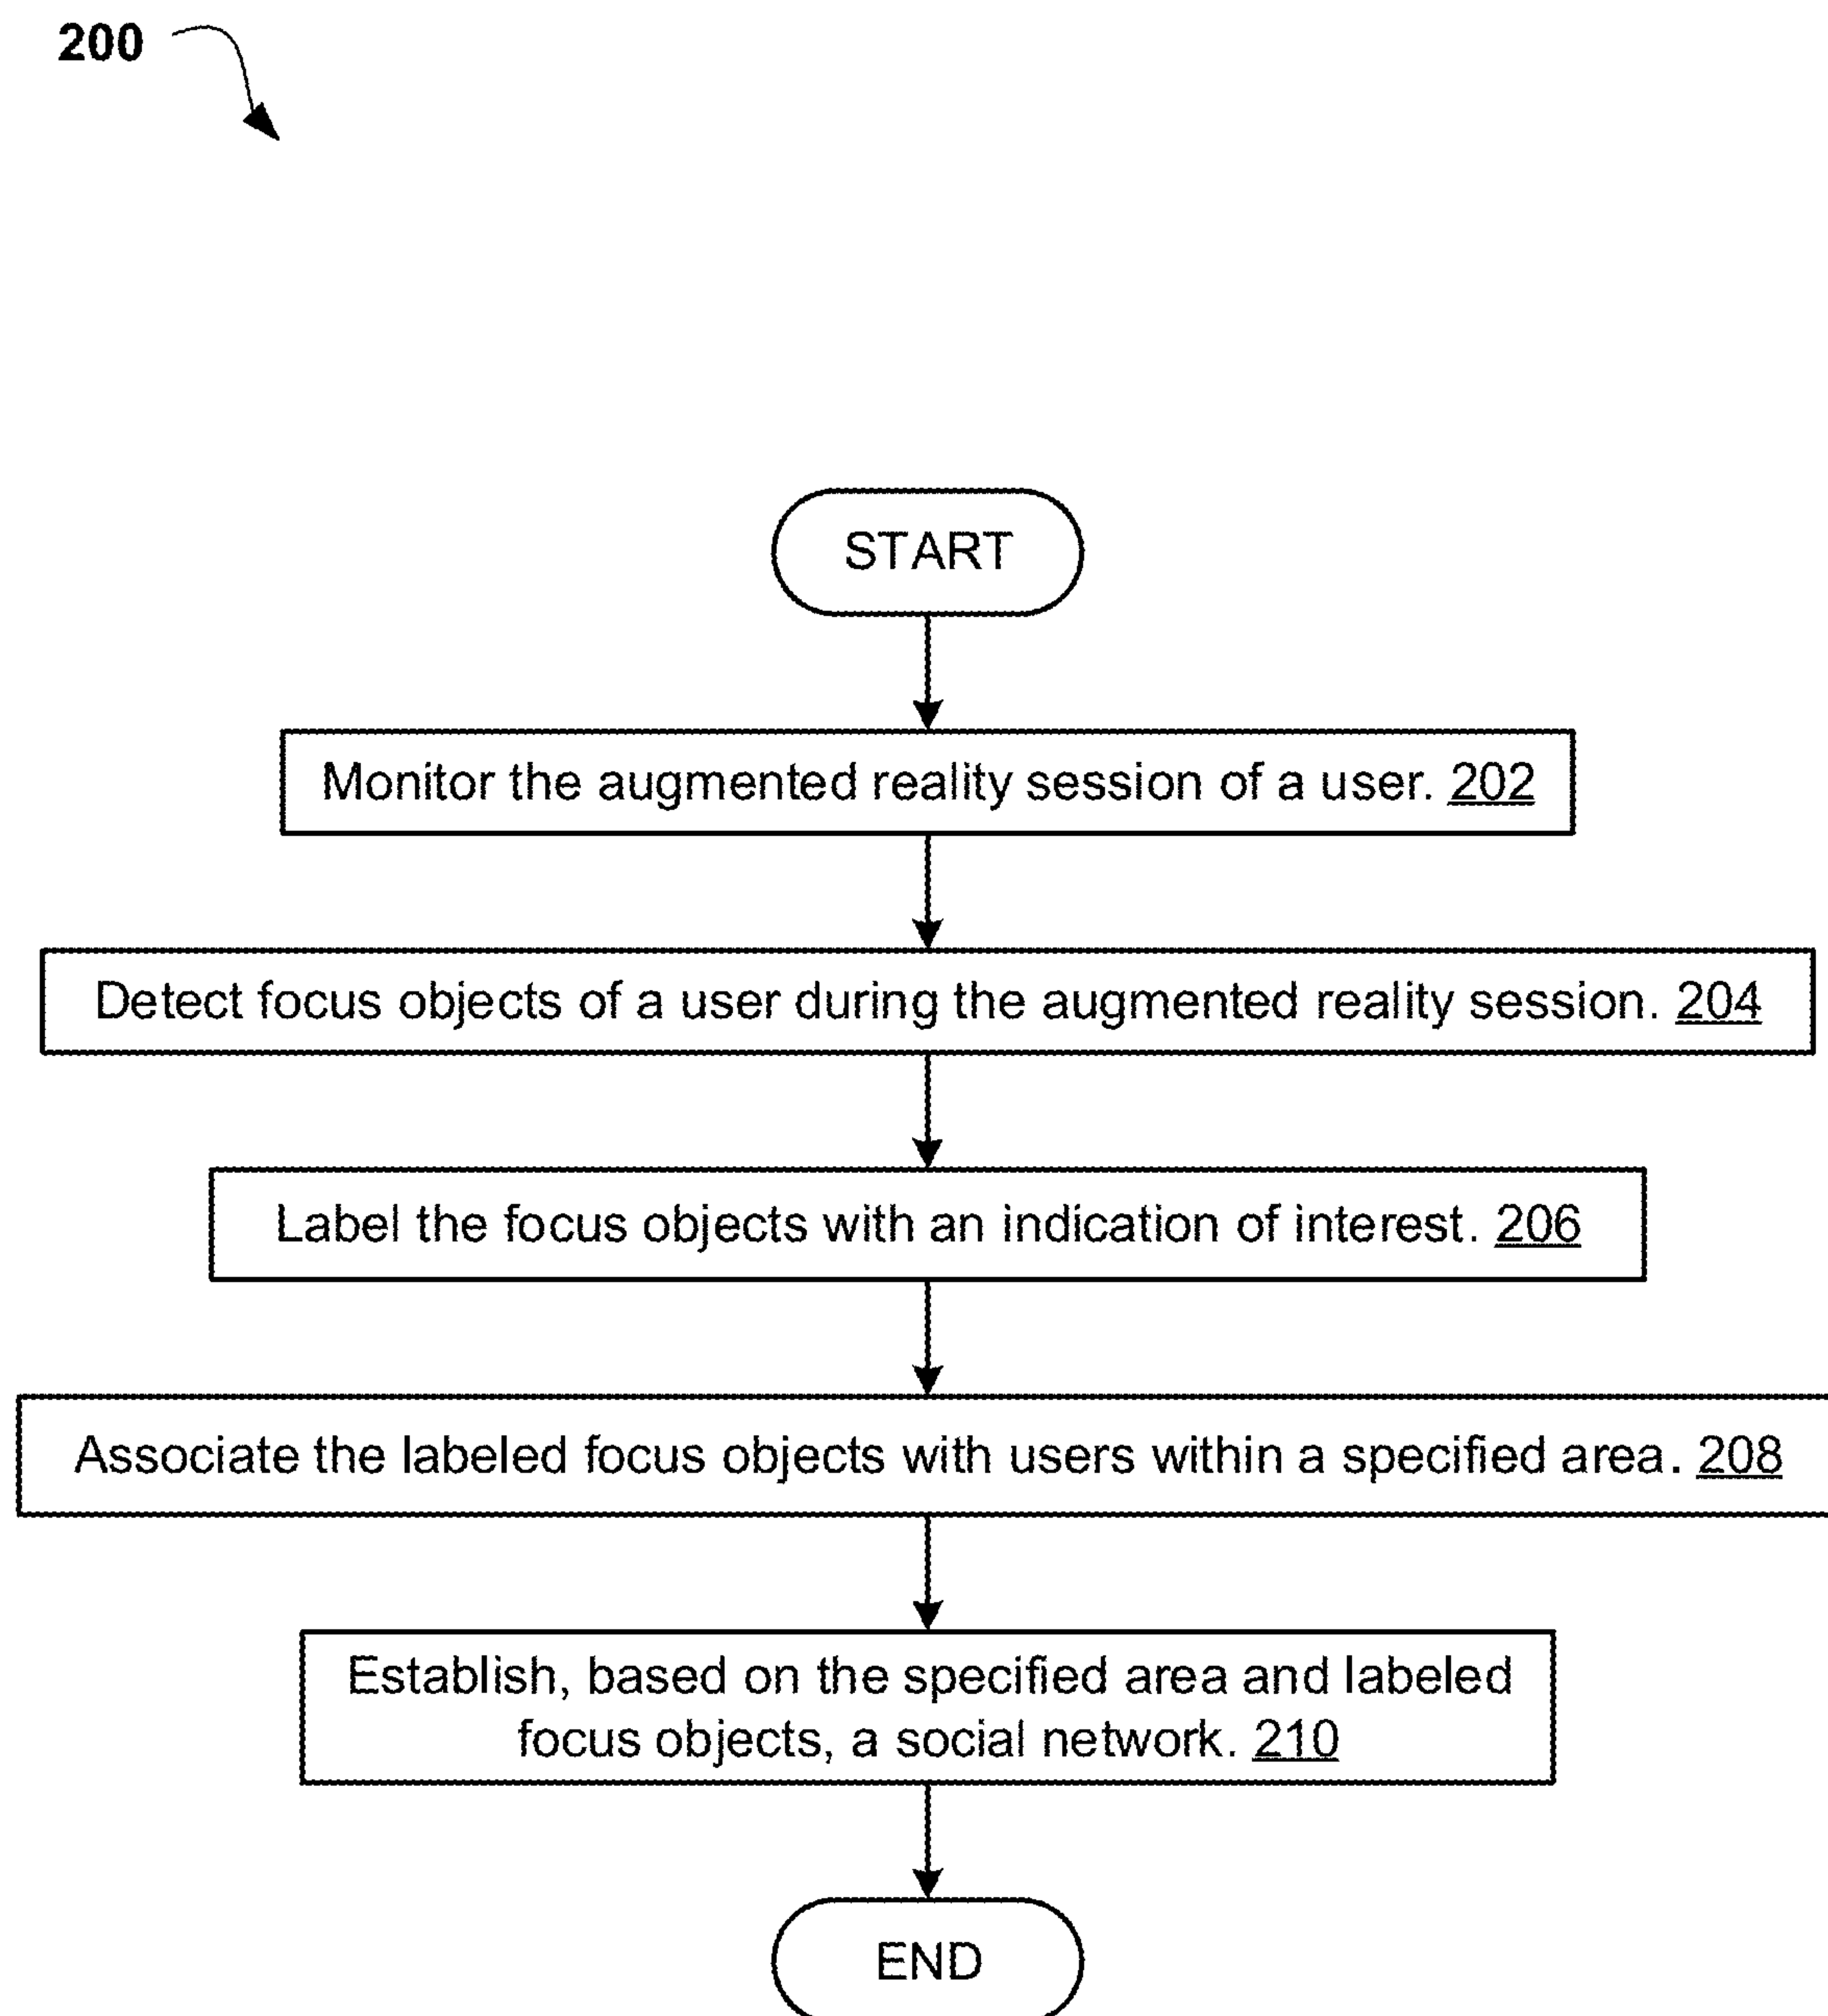 200
START
Monitor the augmented reality session of a user. 202
Detect focus objects of a user during the augmented reality session. 204
Label the focus objects with an indication of interest. 206
Associate the labeled focus objects with users within a specified area. 208
Establish, based on the specified area and labeled
focus objects, a social network. 210
END